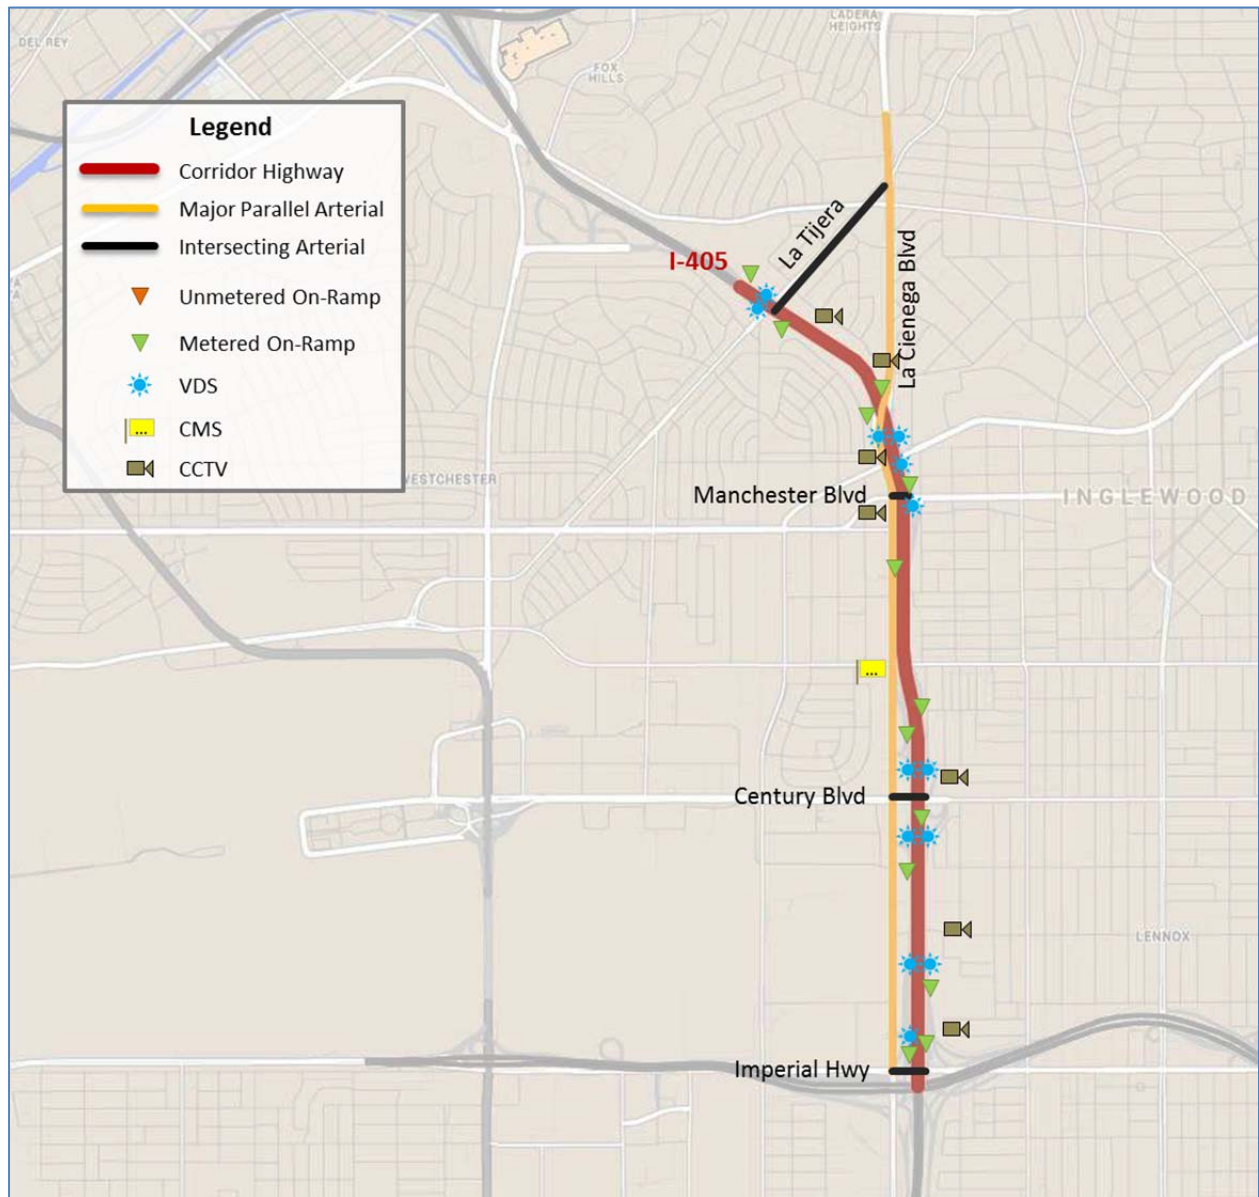 DEL REY
LADERA
HEIGHTS
FOX
HILLS
Legend
Corridor Highway
Major Parallel Arterial
Intersecting Arterial
Unmetered On-Ramp
Metered On-Ramp
VDS
...
CMS
CCTV
I-405
La Tijera
La Cienega Blvd
WESTCHESTER
Manchester Blvd
INGLEWOOD
...
Century Blvd
LENNOX
Imperial Hwy